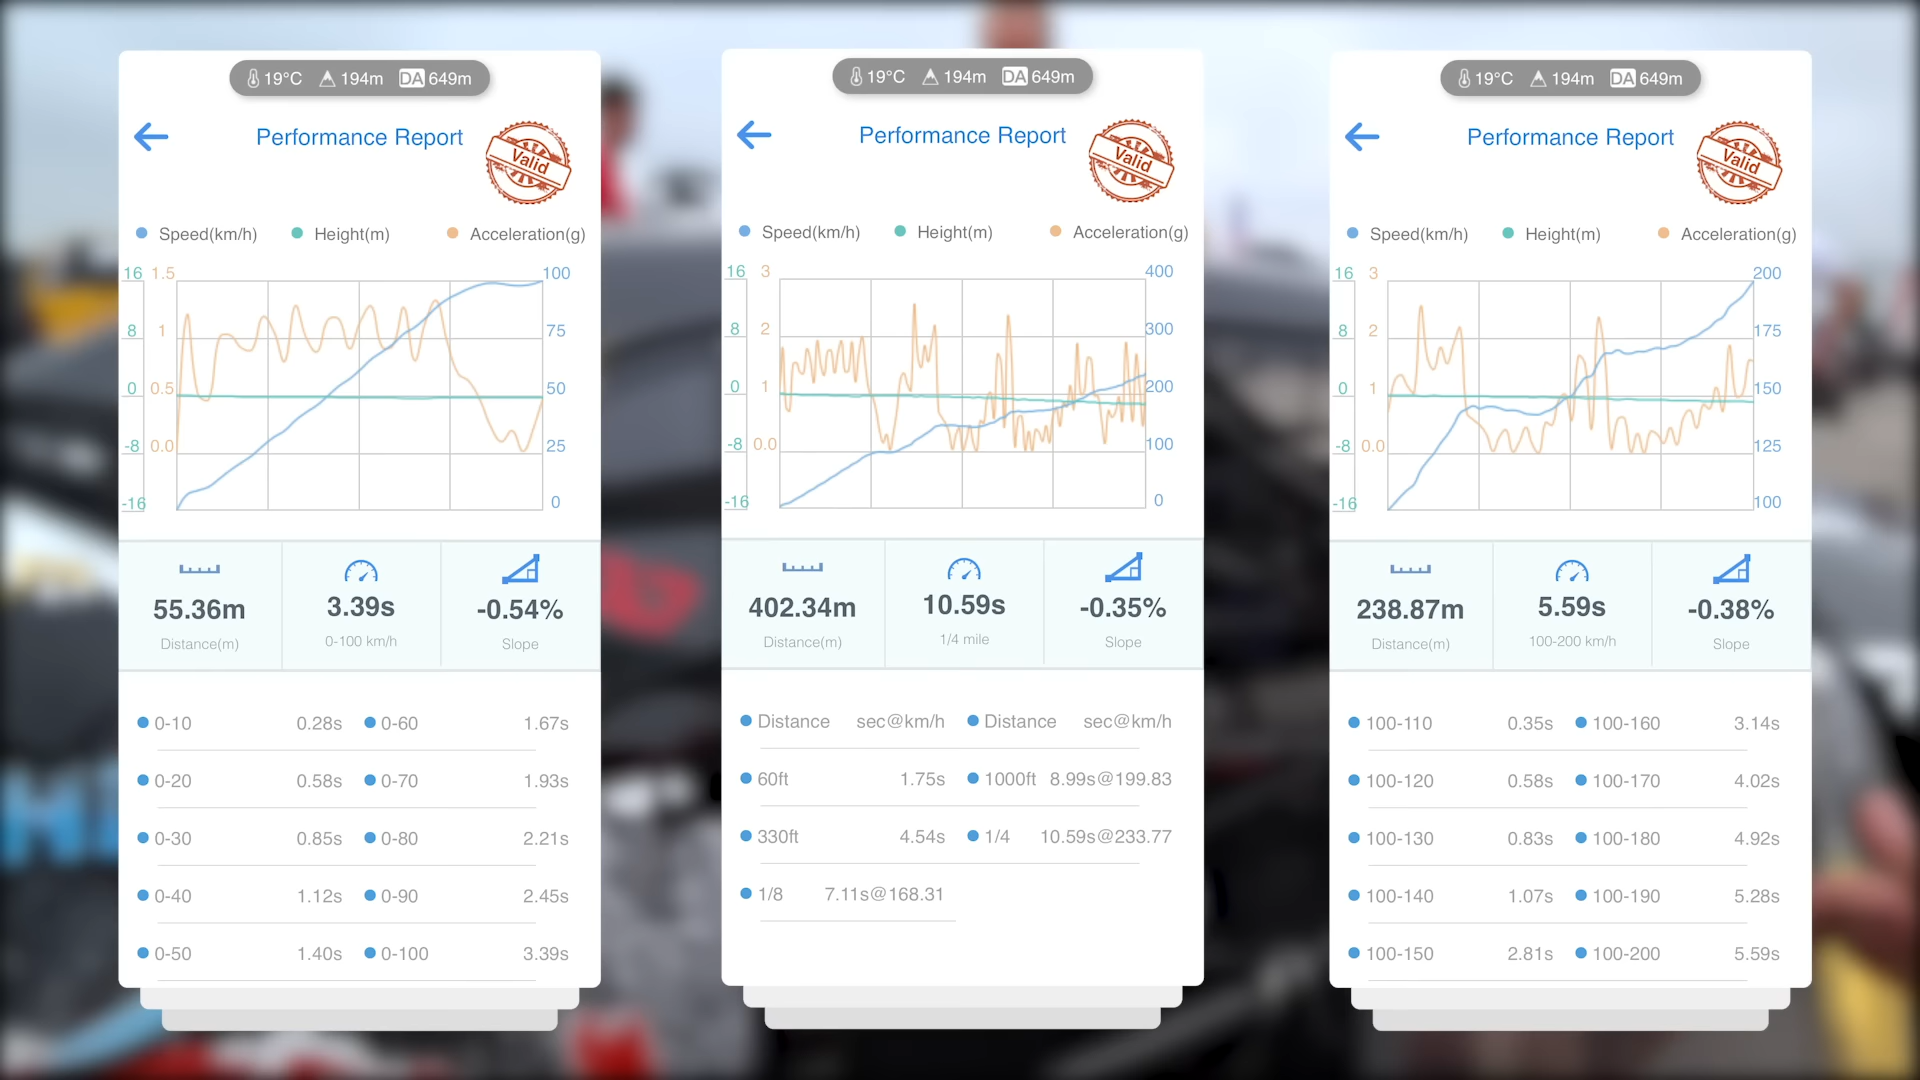 19°C 194m DA 649m
Performance Report
Valid
Speed(km/h) Height(m) Acceleration(g)
16 1.5 100
8 1 75
0 0.5 50
-8 0.0 25
-16 0
55.36m 3.39s -0.54%
Distance(m) 0-100 km/h Slope
0-10 0.28s 0-60 1.67s
0-20 0.58s 0-70 1.93s
0-30 0.85s 0-80 2.21s
0-40 1.12s 0-90 2.45s
0-50 1.40s 0-100 3.39s
19°C 194m DA 649m
Performance Report
Valid
Speed(km/h) Height(m) Acceleration(g)
16 3 400
8 2 300
0 1 200
-8 0.0 100
-16 0
402.34m 10.59s -0.35%
Distance(m) 1/4 mile Slope
Distance sec@km/h Distance sec@km/h
60ft 1.75s 1000ft 8.99s@199.83
330ft 4.54s 1/4 10.59s@233.77
1/8 7.11s@168.31
19°C 194m DA 649m
Performance Report
Valid
Speed(km/h) Height(m) Acceleration(g)
16 3 200
8 2 175
0 1 150
-8 0.0 125
-16 100
238.87m 5.59s -0.38%
Distance(m) 100-200 km/h Slope
100-110 0.35s 100-160 3.14s
100-120 0.58s 100-170 4.02s
100-130 0.83s 100-180 4.92s
100-140 1.07s 100-190 5.28s
100-150 2.81s 100-200 5.59s